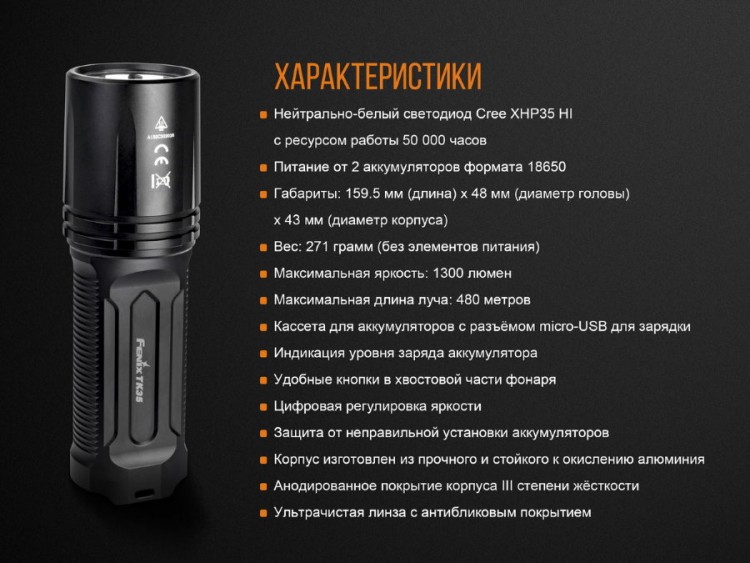 ХАРАКТЕРИСТИКИ
Нейтрально-белый светодиод Cree XHP35 HI
с ресурсом работы 50 000 часов
Питание от 2 аккумуляторов формата 18650
Габариты: 159.5 мм (длина) х 48 мм (диаметр головы)
х 43 мм (диаметр корпуса)
Вес: 271 грамм (без элементов питания)
Максимальная яркость: 1300 люмен
Максимальная длина луча: 480 метров
Кассета для аккумуляторов с разъёмом micro-USB для зарядки
Индикация уровня заряда аккумулятора
Удобные кнопки в хвостовой части фонаря
Цифровая регулировка яркости
Защита от неправильной установки аккумуляторов
Корпус изготовлен из прочного и стойкого к окислению алюминия
Анодированное покрытие корпуса III степени жёсткости
Ультрачистая линза с антибликовым покрытием
CE
FENIX TK35